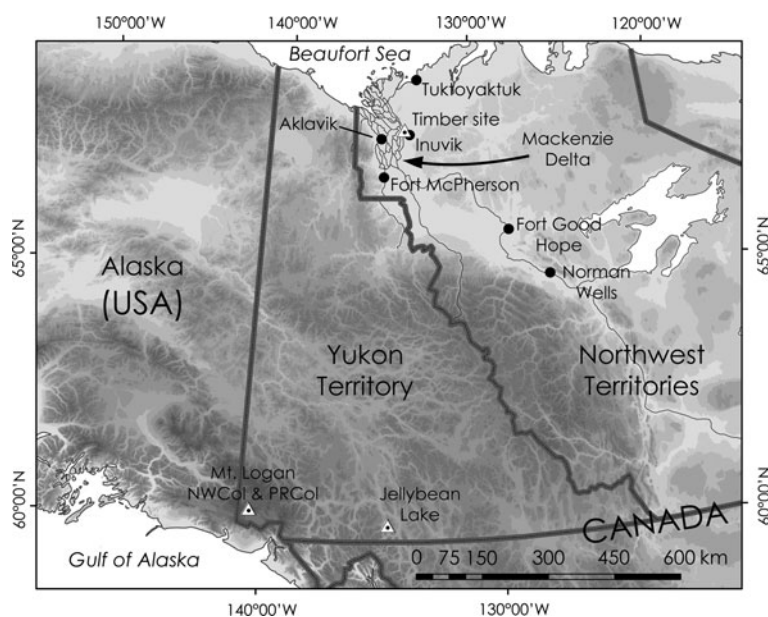 150°00'W
140°00'W
130°00'W
120°00'W
Beaufort Sea
Tuktoyaktuk
Timber site
Aklavik
Inuvik
Mackenzie
Delta
Fort McPherson
65°00'N
65°00'N
Fort Good
Hope
Alaska
(USA)
Norman
Wells
Yukon
Territory
Northwest
Territories
Mt. Logan
NWCol & PRCol
Jellybean
Lake
60°00'N
60°00'N
CANADA
Gulf of Alaska
0 75 150 300 450 600 km
140°00'W
130°00'W